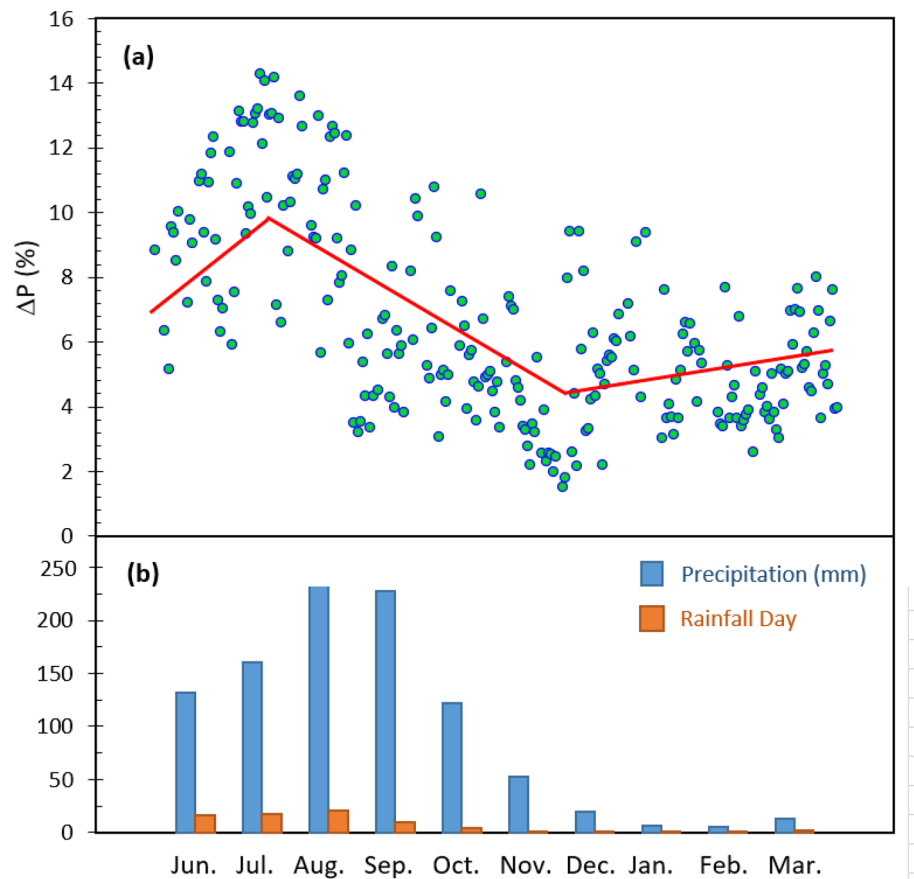 16
(a)
14
12
10
8
6
4
2
0
ΔP (%)
(b)
250
200
150
100
50
0
Precipitation (mm)
Rainfall Day
Jun. Jul. Aug. Sep. Oct. Nov. Dec. Jan. Feb. Mar.